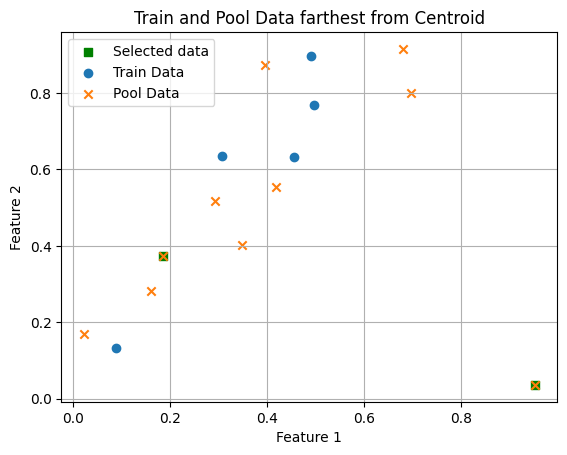 Train and Pool Data farthest from Centroid
Selected data
Train Data
Pool Data
0.8
0.6
0.4
0.2
0.0
Feature 2
0.0 0.2 0.4 0.6 0.8
Feature 1